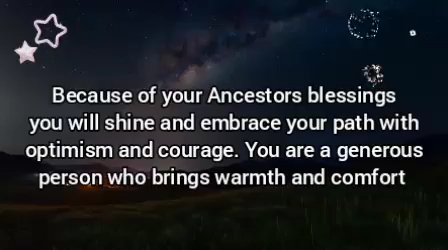 Because of your Ancestors blessings
you will shine and embrace your path with
optimism and courage. You are a generous
person who brings warmth and comfort